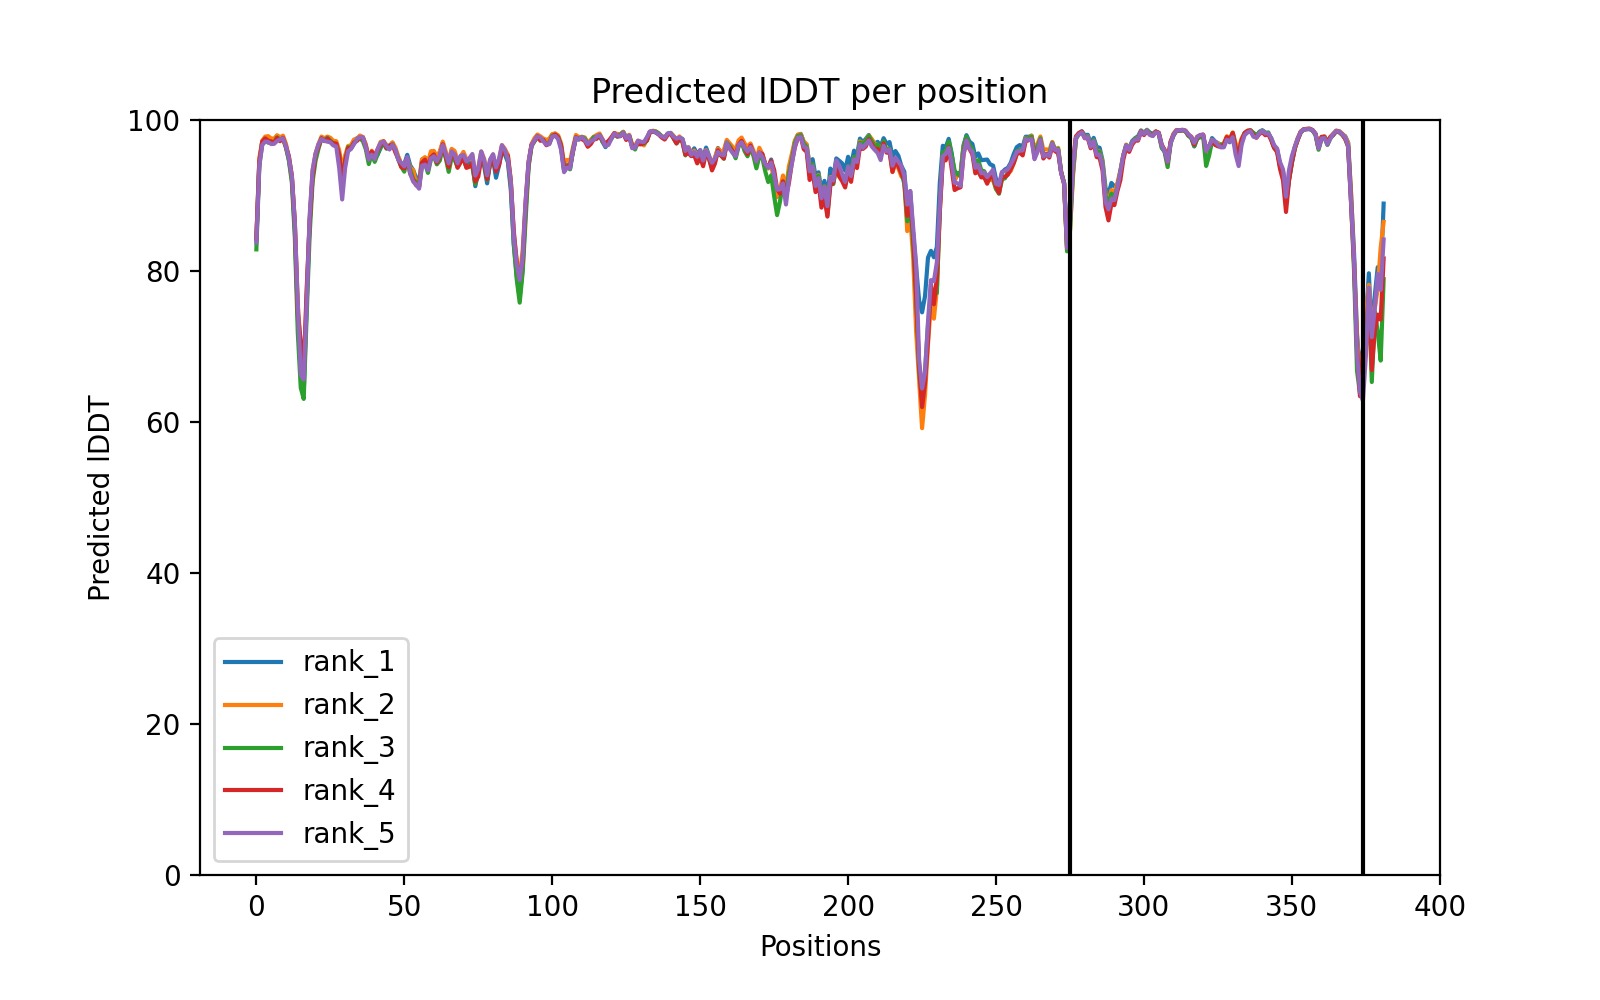 Predicted lDDT per position
100
80
60
40
20
0
Predicted lDDT
rank_1
rank_2
rank_3
rank_4
rank_5
0 50 100 150 200 250 300 350 400
Positions